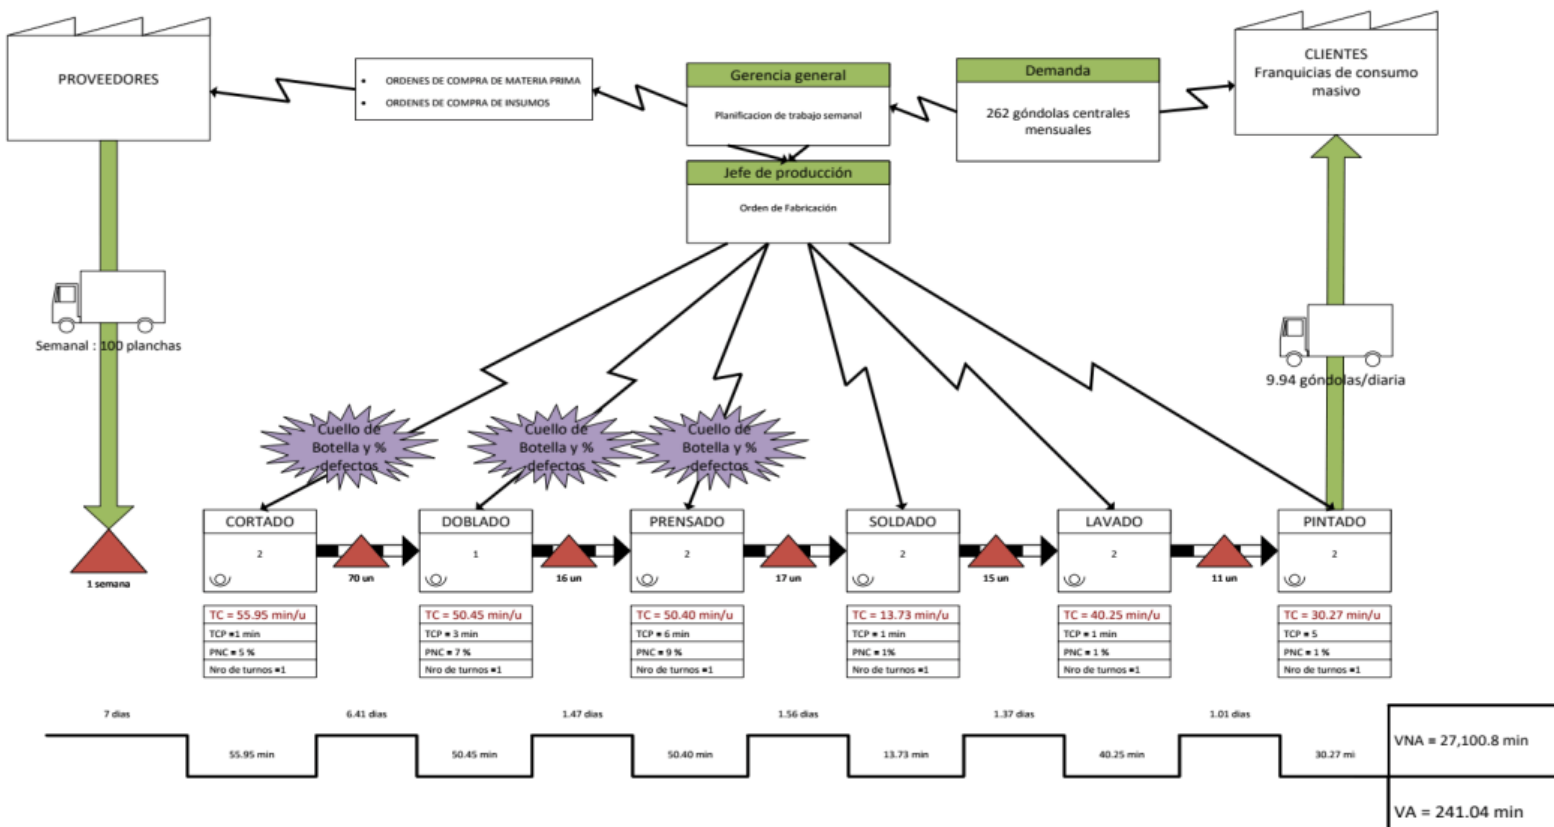 PROVEEDORES
ORDENES DE COMPRA DE MATERIA PRIMA
ORDENES DE COMPRA DE INSUMOS
Gerencia general
Planificacion de trabajo semanal
Demanda
262 góndolas centrales
mensuales
CLIENTES
Franquicias de consumo
masivo
Jefe de producción
Orden de Fabricación
Semanal : 100 planchas
9.94 góndolas/diaria
Cuello de
Botella y %
defectos
Cuello de
Botella y %
defectos
Cuello de
Botella y %
defectos
CORTADO
2
DOBLADO
1
PRENSADO
2
SOLDADO
2
LAVADO
2
PINTADO
2
1 semana
70 un
16 un
17 un
15 un
11 un
TC = 55.95 min/u
TCP =1 min
PNC = 5 %
Nro de turnos =1
TC = 50.45 min/u
TCP = 3 min
PNC = 7 %
Nro de turnos =1
TC = 50.40 min/u
TCP = 6 min
PNC = 9 %
Nro de turnos =1
TC = 13.73 min/u
TCP = 1 min
PNC = 1%
Nro de turnos =1
TC = 40.25 min/u
TCP = 1 min
PNC = 1 %
Nro de turnos =1
TC = 30.27 min/u
TCP = 5
PNC = 1 %
Nro de turnos =1
7 dias
6.41 dias
1.47 dias
1.56 dias
1.37 dias
1.01 dias
55.95 min
50.45 min
50.40 min
13.73 min
40.25 min
30.27 mi
VNA = 27,100.8 min
VA = 241.04 min